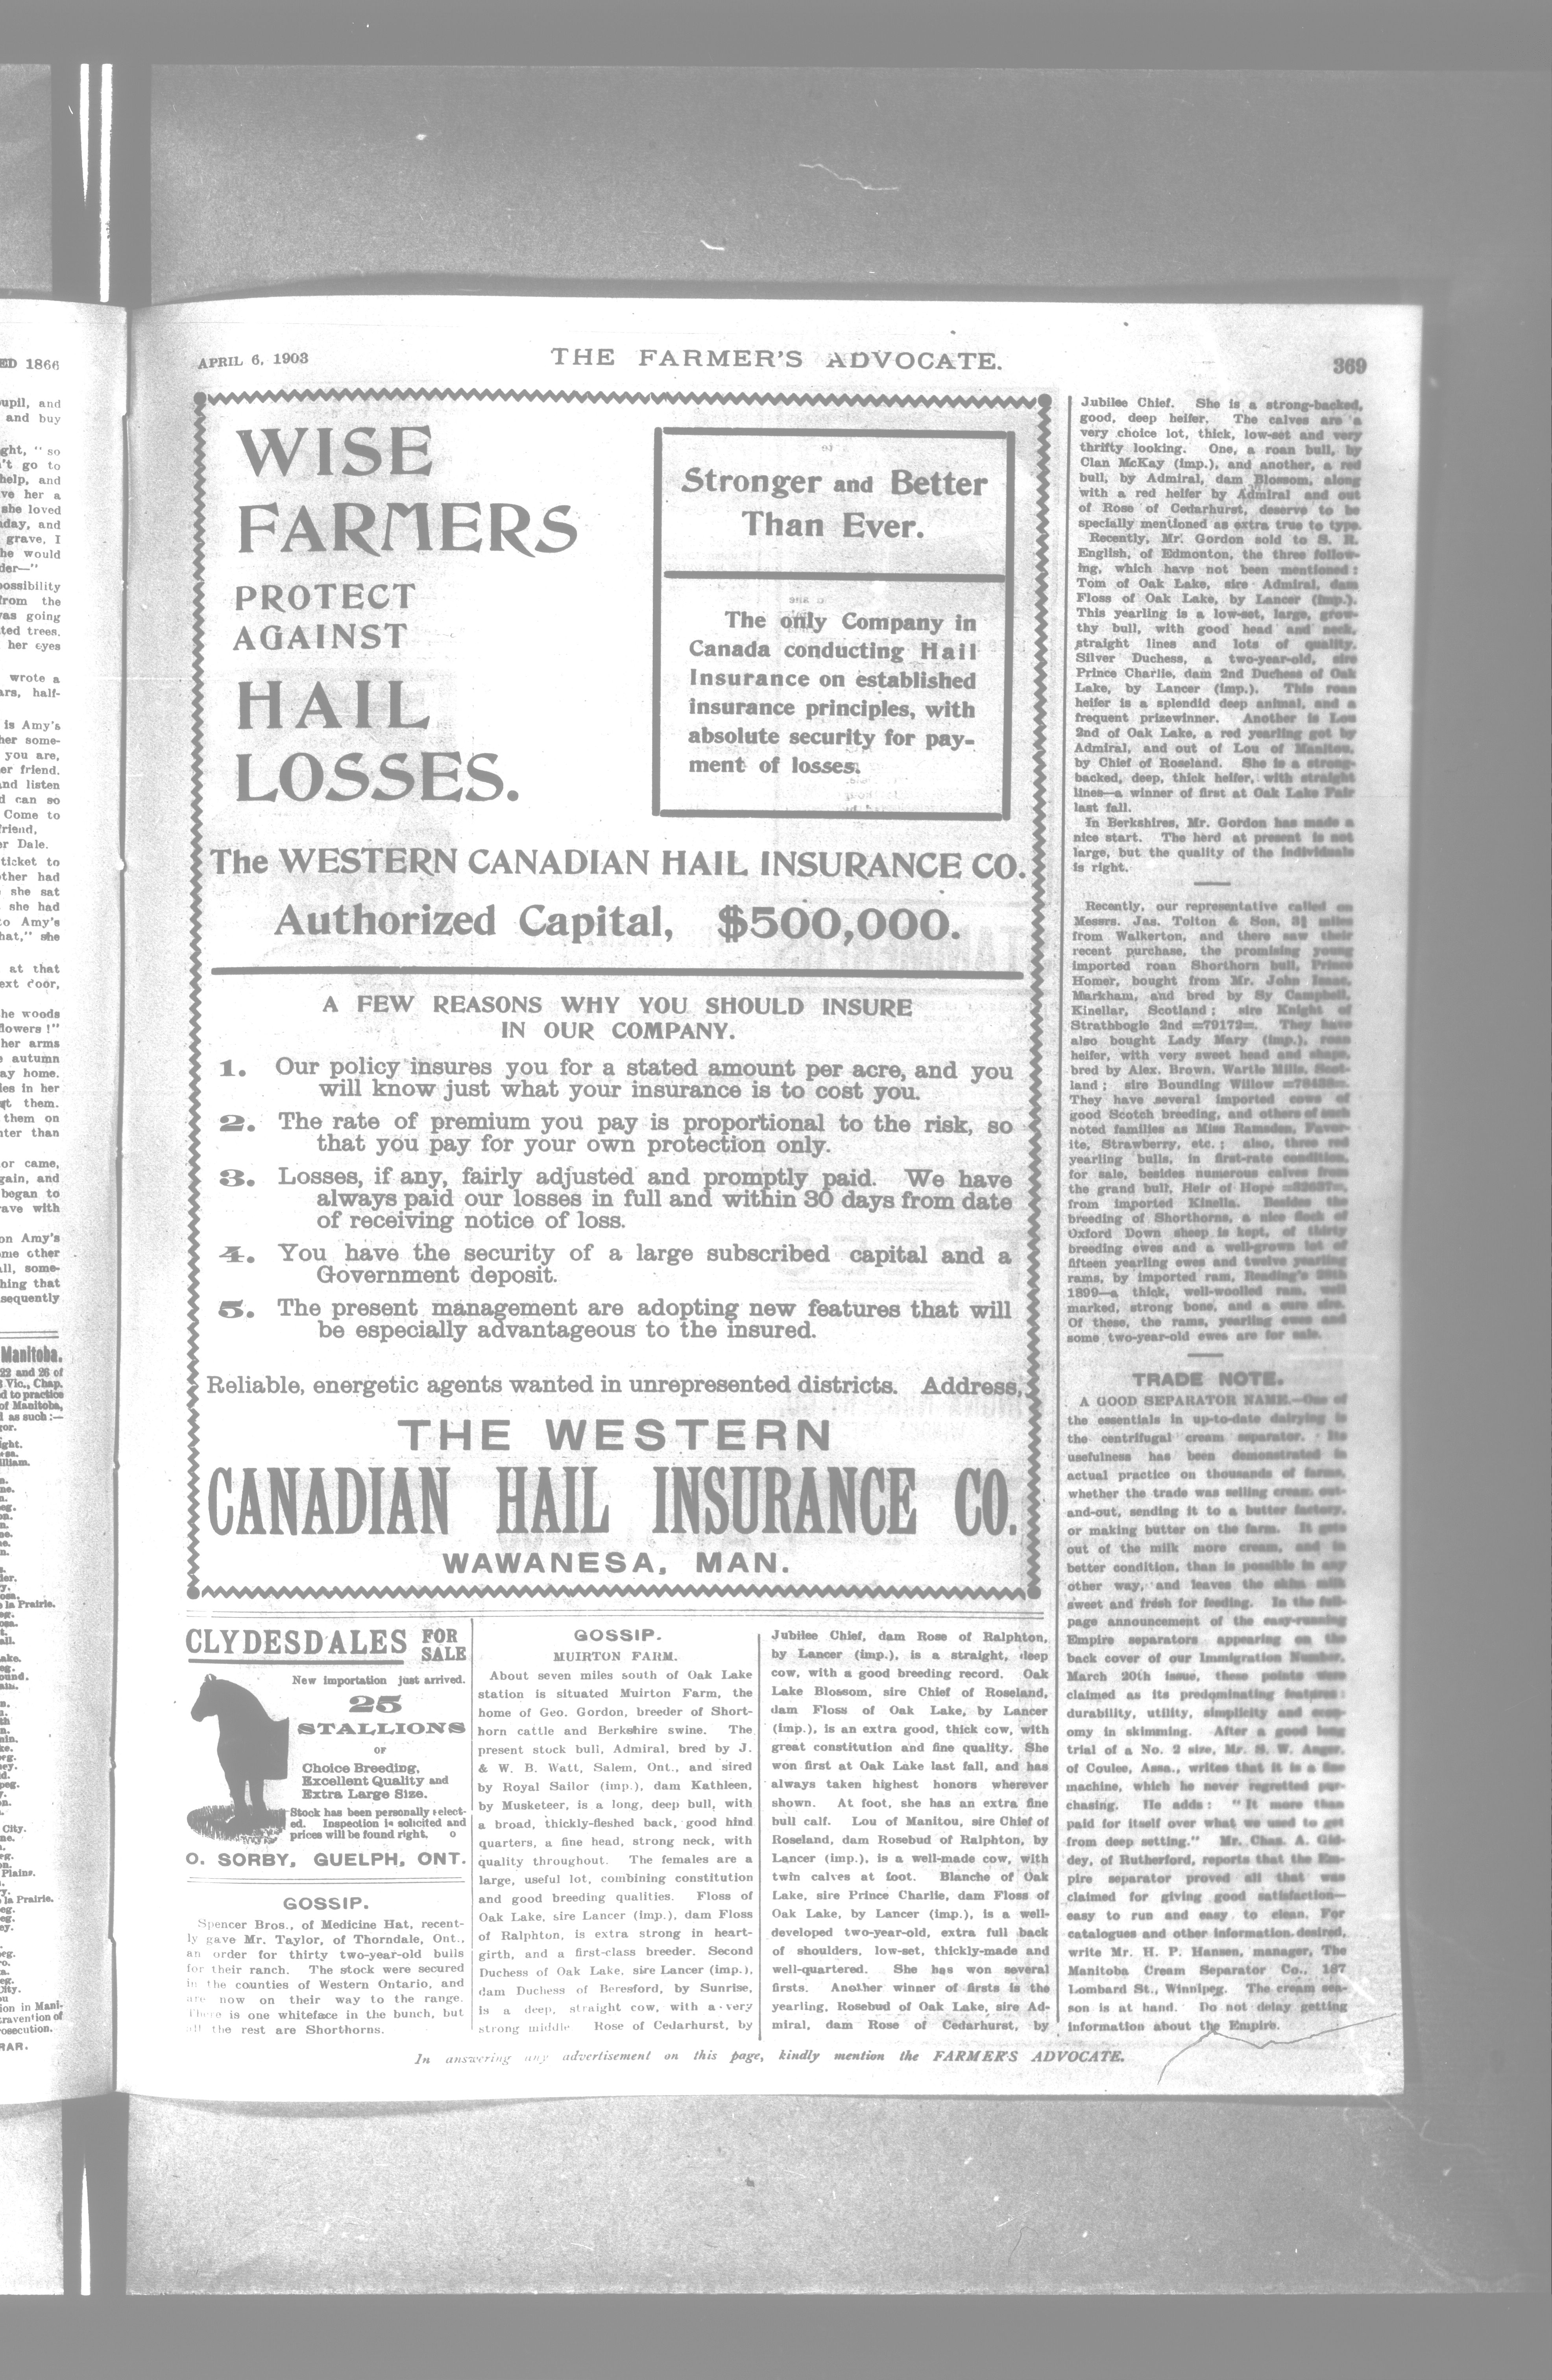 APRIL 6, 1903
THE FARMER'S ADVOCATE.
369
WISE
FARMERS
PROTECT
AGAINST
HAIL
LOSSES.
Stronger and Better
Than Ever.
The only Company in
Canada conducting Hail
Insurance on established
insurance principles, with
absolute security for pay-
ment of losses.
The WESTERN CANADIAN HAIL INSURANCE CO.
Authorized Capital, $500,000.
A FEW REASONS WHY YOU SHOULD INSURE
IN OUR COMPANY.
1. Our policy insures you for a stated amount per acre, and you
will know just what your insurance is to cost you.
2. The rate of premium you pay is proportional to the risk, so
that you pay for your own protection only.
3. Losses, if any, fairly adjusted and promptly paid. We have
always paid our losses in full and within 30 days from date
of receiving notice of loss.
4. You have the security of a large subscribed capital and a
Government deposit.
5. The present management are adopting new features that will
be especially advantageous to the insured.
Reliable, energetic agents wanted in unrepresented districts. Address,
THE WESTERN
CANADIAN HAIL INSURANCE CO.
WAWANESA, MAN.
CLYDESDALES FOR
SALE
New importation just arrived.
25
STALLIONS
OF
Choice Breeding,
Excellent Quality and
Extra Large Size.
Stock has been personally select-
ed. Inspection is solicited and
prices will be found right. o
O. SORBY, GUELPH, ONT.
GOSSIP.
Spencer Bros., of Medicine Hat, recent-
ly gave Mr. Taylor, of Thorndale, Ont.,
an order for thirty two-year-old bulls
for their ranch. The stock were secured
in the counties of Western Ontario, and
are now on their way to the range.
There is one whiteface in the bunch, but
all the rest are Shorthorns.
GOSSIP.
MUIRTON FARM.
About seven miles south of Oak Lake
station is situated Muirton Farm, the
home of Geo. Gordon, breeder of Short-
horn cattle and Berkshire swine. The
present stock bull, Admiral, bred by J.
& W. B. Watt, Salem, Ont., and sired
by Royal Sailor (imp.), dam Kathleen,
by Musketeer, is a long, deep bull, with
a broad, thickly-fleshed back, good hind
quarters, a fine head, strong neck, with
quality throughout. The females are a
large, useful lot, combining constitution
and good breeding qualities. Floss of
Oak Lake, sire Lancer (imp.), dam Floss
of Ralphton, is extra strong in heart-
girth, and a first-class breeder. Second
Duchess of Oak Lake, sire Lancer (imp.),
dam Duchess of Beresford, by Sunrise,
is a deep, straight cow, with a very
strong middle Rose of Cedarhurst, by
Jubilee Chief, dam Rose of Ralphton,
by Lancer (imp.), is a straight, deep
cow, with a good breeding record. Oak
Lake Blossom, sire Chief of Roseland,
dam Floss of Oak Lake, by Lancer
(imp.), is an extra good, thick cow, with
great constitution and fine quality. She
won first at Oak Lake last fall, and has
always taken highest honors wherever
shown. At foot, she has an extra fine
bull calf. Lou of Manitou, sire Chief of
Roseland, dam Rosebud of Ralphton, by
Lancer (imp.), is a well-made cow, with
twin calves at foot. Blanche of Oak
Lake, sire Prince Charlie, dam Floss of
Oak Lake, by Lancer (imp.), is a well-
developed two-year-old, extra full back
of shoulders, low-set, thickly-made and
well-quartered. She has won several
firsts. Another winner of firsts is the
yearling, Rosebud of Oak Lake, sire Ad-
miral, dam Rose of Cedarhurst, by
Jubilee Chief. She is a strong-backed,
good, deep heifer. The calves are a
very choice lot, thick, low-set and very
thrifty looking. One, a roan bull, by
Clan McKay (imp.), and another, a red
bull, by Admiral, dam Blossom, along
with a red heifer by Admiral and out
of Rose of Cedarhurst, deserve to be
specially mentioned as extra true to type.
Recently, Mr. Gordon sold to S. R.
English, of Edmonton, the three follow-
ing, which have not been mentioned :
Tom of Oak Lake, sire Admiral, dam
Floss of Oak Lake, by Lancer (imp.).
This yearling is a low-set, large, grow-
thy bull, with good head and neck,
straight lines and lots of quality.
Silver Duchess, a two-year-old, sire
Prince Charlie, dam 2nd Duchess of Oak
Lake, by Lancer (imp.). This roan
heifer is a splendid deep animal, and a
frequent prizewinner. Another is Lou
2nd of Oak Lake, a red yearling got by
Admiral, and out of Lou of Manitou,
by Chief of Roseland. She is a strong-
backed, deep, thick heifer, with straight
lines—a winner of first at Oak Lake Fair
last fall.
In Berkshires, Mr. Gordon has made a
nice start. The herd at present is not
large, but the quality of the individuals
is right.
Recently, our representative called on
Messrs. Jas. Tolton & Son, miles
from Walkerton, and there saw their
recent purchase, the promising young
imported roan Shorthorn bull, Prince
Homer, bought from Mr. John Isaac,
Markham, and bred by Sy Campbell,
Kinellar, Scotland ; sire Knight of
Strathbogie 2nd =79172=. They have
also bought Lady Mary (imp.), roan
heifer, with very sweet head and shape,
bred by Alex. Brown, Wartle Mills, Scot-
land ; sire Bounding Willow
They have several imported cows of
good Scotch breeding, and others of such
noted families as Miss Ramsden, Favor-
ite, Strawberry, etc. ; also, three red
yearling bulls, in first-rate condition,
for sale, besides numerous calves from
the grand bull, Heir of Hope
from imported Kinella. Besides the
breeding of Shorthorns, a nice flock of
Oxford Down sheep is kept, of thirty
breeding ewes and a well-grown lot of
fifteen yearling ewes and twelve yearling
rams, by imported ram, Reading's
1899—a thick, well-woolled ram, well
marked, strong bone, and a sure sire.
Of these, the rams, yearling ewes and
some two-year-old ewes are for sale.
TRADE NOTE.
A GOOD SEPARATOR NAME.—One of
the essentials in up-to-date dairying is
the centrifugal cream separator. Its
usefulness has been demonstrated in
actual practice on thousands of farms,
whether the trade was selling cream out-
and-out, sending it to a butter factory,
or making butter on the farm. It gets
out of the milk more cream, and in
better condition, than is possible in any
other way, and leaves the skim milk
sweet and fresh for feeding. In the full-
page announcement of the easy-running
Empire separators appearing on the
back cover of our Immigration Number,
March 20th issue, these points were
claimed as its predominating features :
durability, utility, simplicity and econ-
omy in skimming. After a good long
trial of a No. 2 size, Mr. S. W. Anger,
of Coulee, Assa., writes that it is a fine
machine, which he never regretted pur-
chasing. He adds : "It more than
paid for itself over what we used to get
from deep setting." Mr. Chas. A. Gid-
dey, of Rutherford, reports that the Em-
pire separator proved all that was
claimed for giving good satisfaction—
easy to run and easy to clean. For
catalogues and other information desired,
write Mr. H. P. Hansen, manager, The
Manitoba Cream Separator Co., 187
Lombard St., Winnipeg. The cream sea-
son is at hand. Do not delay getting
information about the Empire.
In answering any advertisement on this page, kindly mention the FARMER'S ADVOCATE.